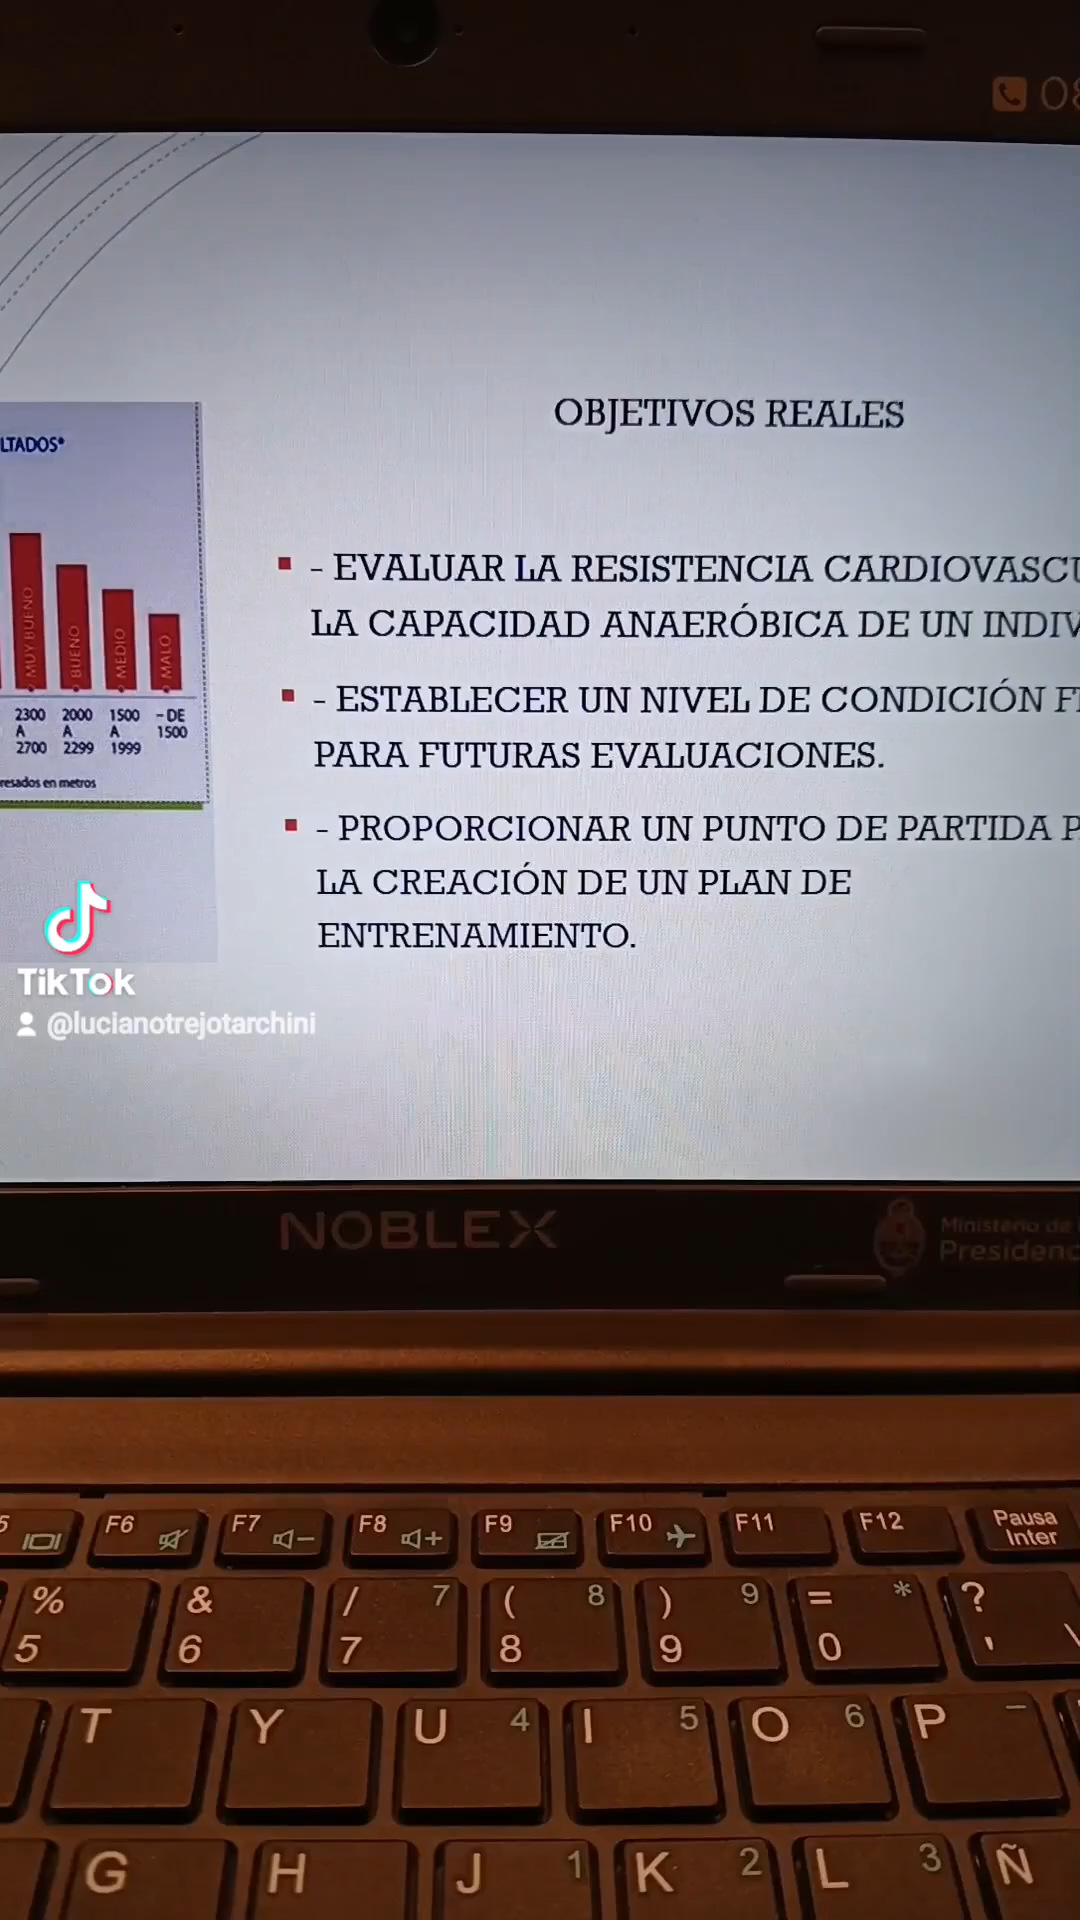 OBJETIVOS REALES
LTADOS*
MUY BUENO
BUENO
MEDIO
MALO
2300 A 2700
2000 A 2299
1500 A 1999
- DE 1500
resados en metros
- EVALUAR LA RESISTENCIA CARDIOVASCU
LA CAPACIDAD ANAERÓBICA DE UN INDIV
- ESTABLECER UN NIVEL DE CONDICIÓN
PARA FUTURAS EVALUACIONES.
- PROPORCIONAR UN PUNTO DE PARTIDA P
LA CREACIÓN DE UN PLAN DE
ENTRENAMIENTO.
TikTok
@lucianotrejotarchini
NOBLEX
Ministerio de
Presidenc
F6 F7 F8 F9 F10 F11 F12 Pausa
Inter
% & / 7 ( 8 ) 9 = * ?
5 6 7 8 9 0 '
T Y U 4 I 5 O 6 P
G H J 1 K 2 L 3 Ñ